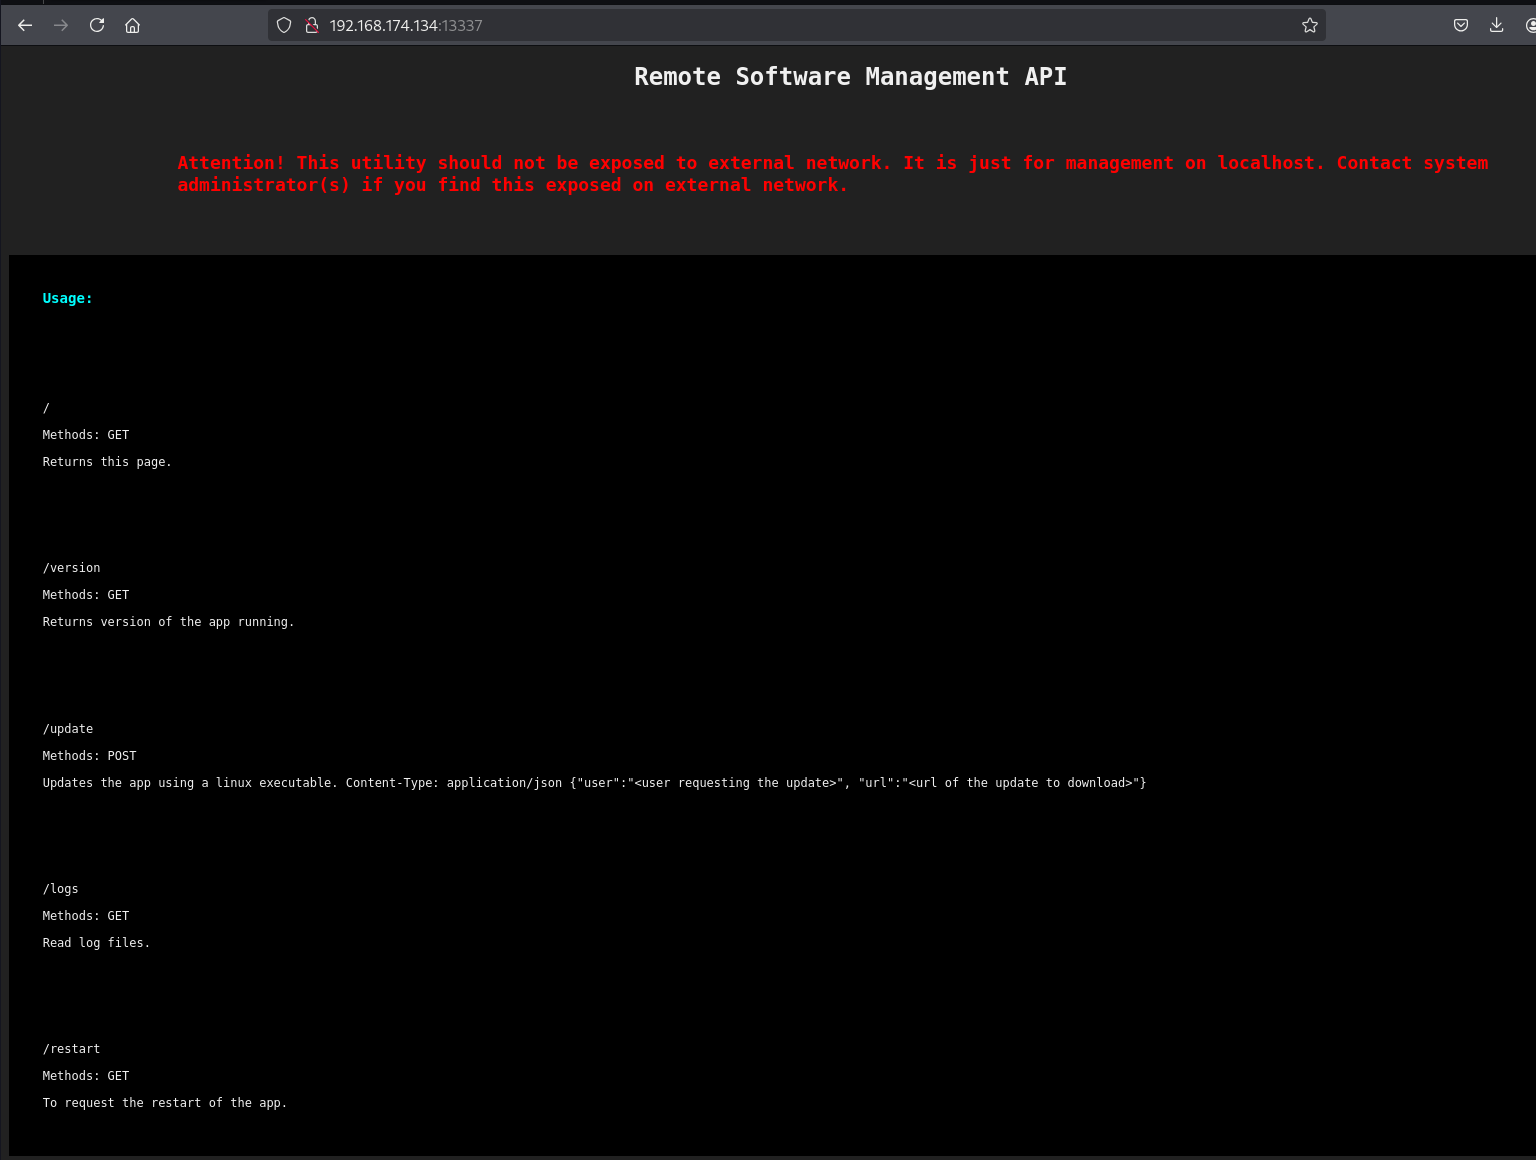 192.168.174.134:13337
Remote Software Management API
Attention! This utility should not be exposed to external network. It is just for management on localhost. Contact system
administrator(s) if you find this exposed on external network.
Usage:
/
Methods: GET
Returns this page.
/version
Methods: GET
Returns version of the app running.
/update
Methods: POST
Updates the app using a linux executable. Content-Type: application/json {"user":"<user requesting the update>", "url":"<url of the update to download>"}
/logs
Methods: GET
Read log files.
/restart
Methods: GET
To request the restart of the app.